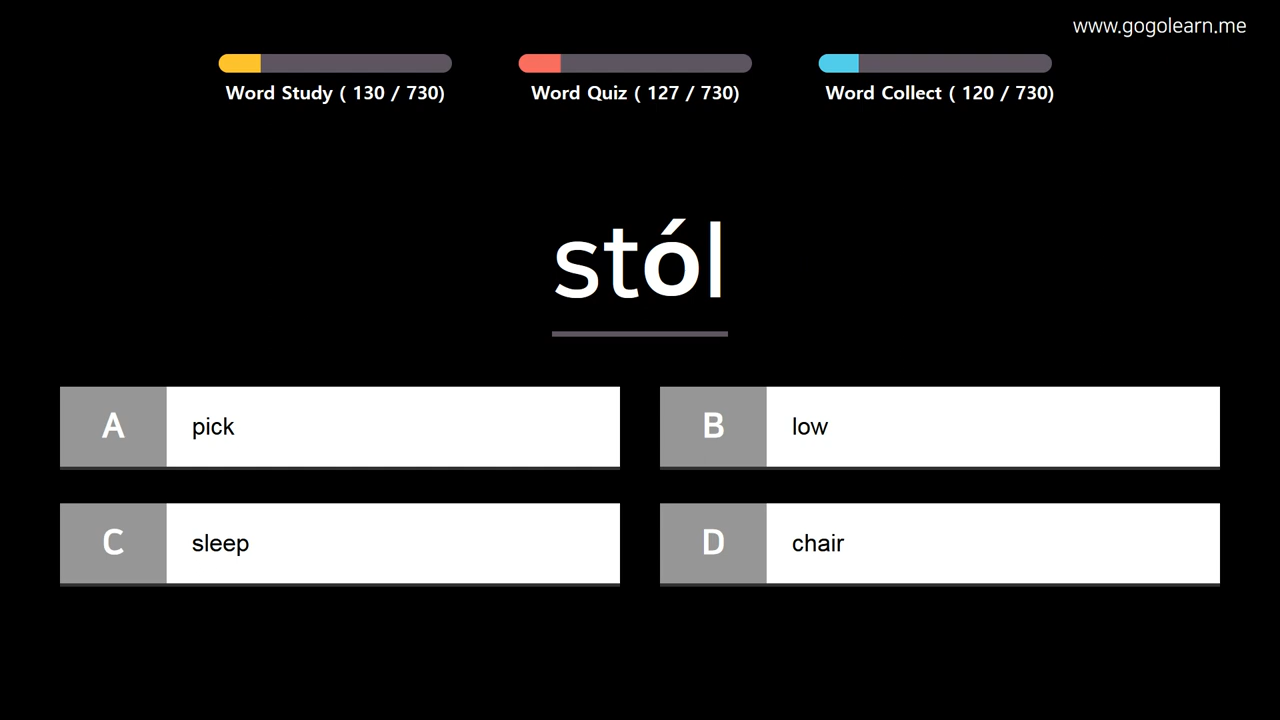 www.gogolearn.me
Word Study ( 130 / 730)
Word Quiz ( 127 / 730)
Word Collect ( 120 / 730)
stól
A pick
B low
C sleep
D chair